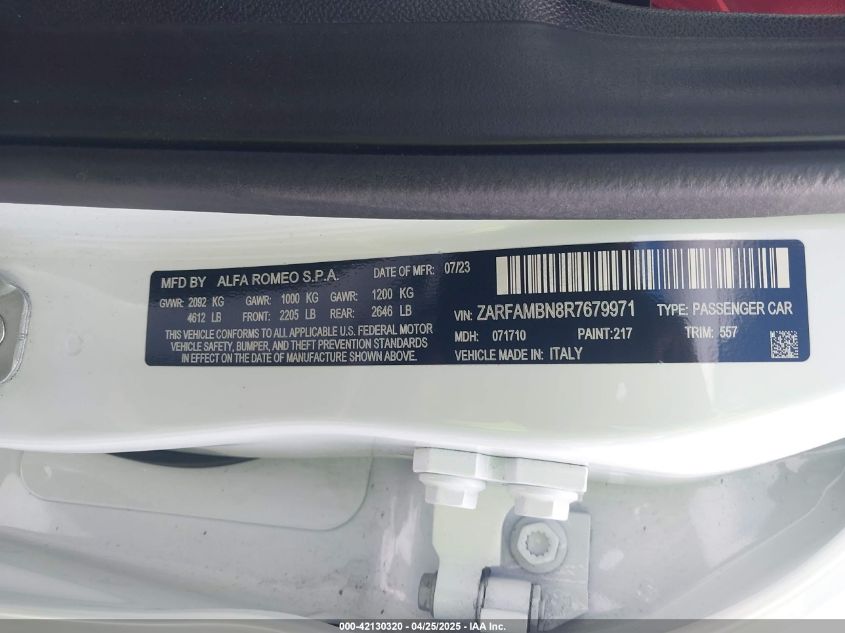 MFD BY ALFA ROMEO S.P.A. DATE OF MFR: 07/23
GVWR: 2092 KG GAWR: 1000 KG GAWR: 1200 KG
4612 LB FRONT: 2205 LB REAR: 2646 LB
THIS VEHICLE CONFORMS TO ALL APPLICABLE U.S. FEDERAL MOTOR
VEHICLE SAFETY, BUMPER, AND THEFT PREVENTION STANDARDS
IN EFFECT ON THE DATE OF MANUFACTURE SHOWN ABOVE.
VIN: ZARFAMBN8R7679971 TYPE: PASSENGER CAR
MDH: 071710 PAINT:217 TRIM: 557
VEHICLE MADE IN: ITALY
000-42130320 - 04/25/2025 - IAA Inc.